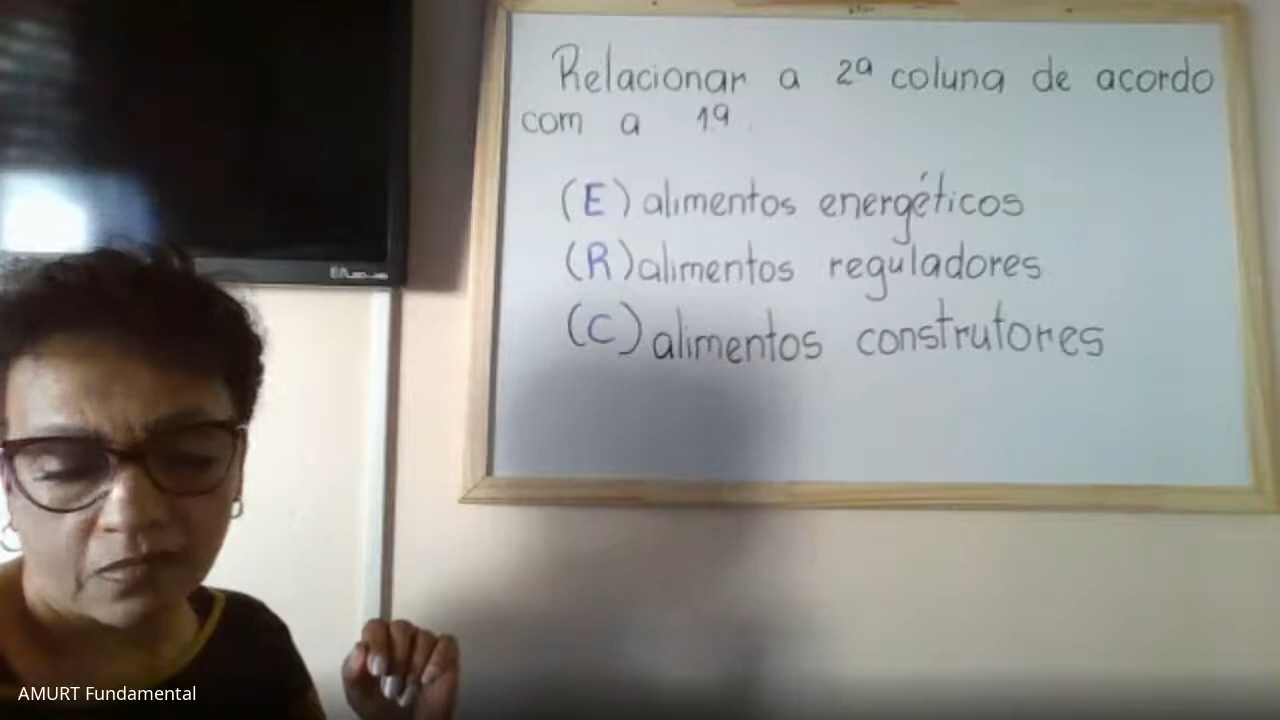 Relacionar a 2ª coluna de acordo
com a 1ª
(E) alimentos energéticos
(R) alimentos reguladores
(C) alimentos construtores
AMURT Fundamental